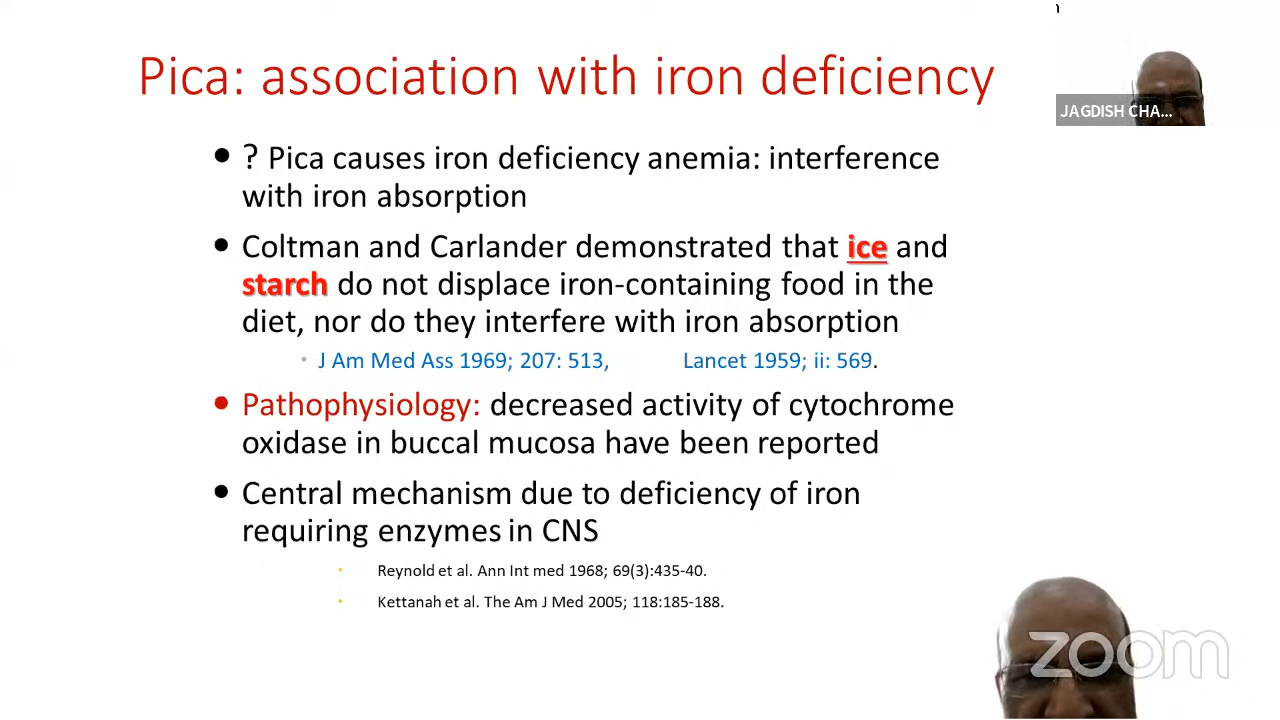 Pica: association with iron deficiency
JAGDISH CHA...
• ? Pica causes iron deficiency anemia: interference
with iron absorption
• Coltman and Carlander demonstrated that ice and
starch do not displace iron-containing food in the
diet, nor do they interfere with iron absorption
• J Am Med Ass 1969; 207: 513, Lancet 1959; ii: 569.
• Pathophysiology: decreased activity of cytochrome
oxidase in buccal mucosa have been reported
• Central mechanism due to deficiency of iron
requiring enzymes in CNS
• Reynold et al. Ann Int med 1968; 69(3):435-40.
• Kettanah et al. The Am J Med 2005; 118:185-188.
zoom